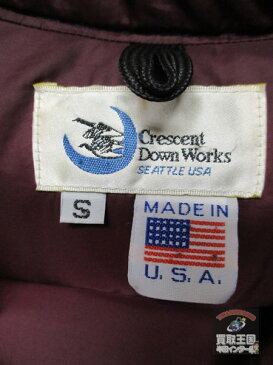 Crescent
Down Works
SEATTLE USA
S
MADE IN
U.S.A.
買取王国